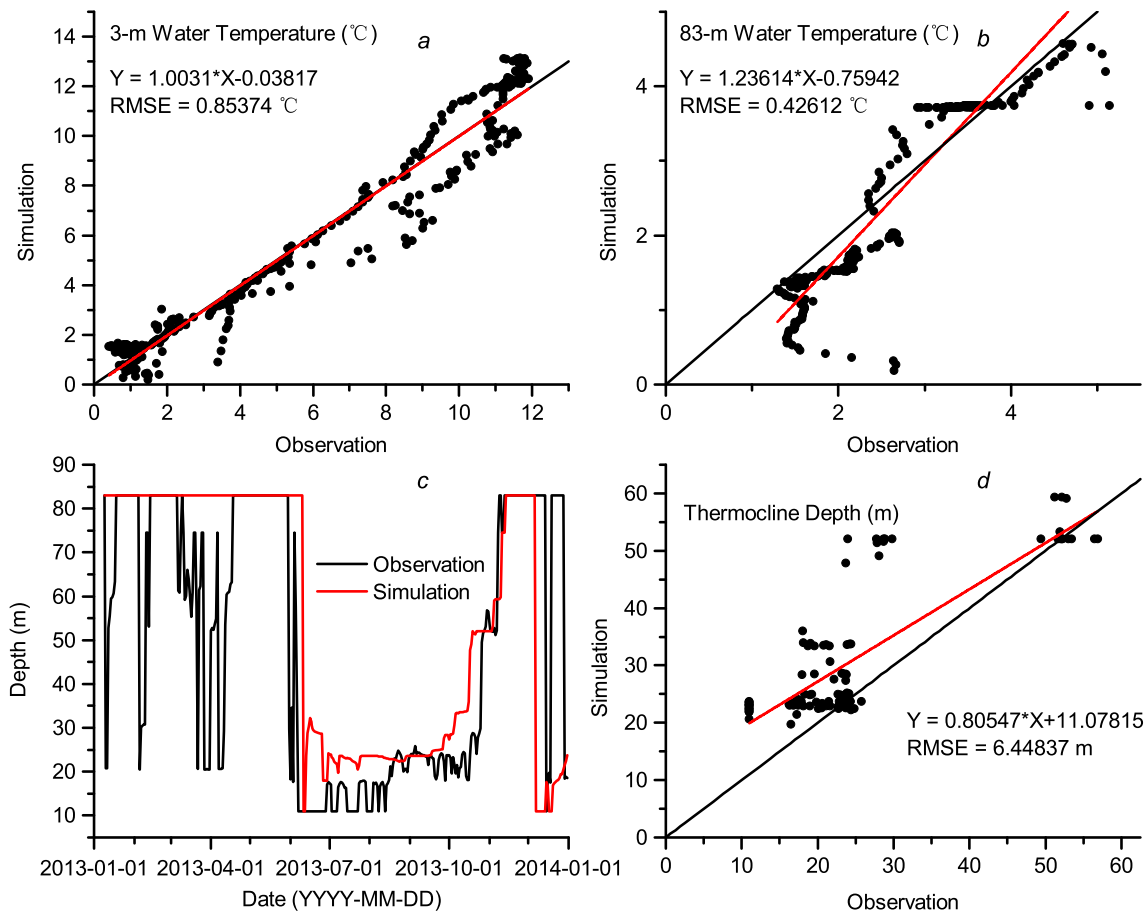 3-m Water Temperature (℃)
a
Y = 1.0031*X-0.03817
RMSE = 0.85374 ℃
14
12
10
8
6
4
2
0
0 2 4 6 8 10 12
Simulation
Observation
83-m Water Temperature (℃)
b
Y = 1.23614*X-0.75942
RMSE = 0.42612 ℃
4
2
0
2 4
Simulation
Observation
c
90
80
70
60
50
40
30
20
10
Depth (m)
Observation
Simulation
2013-01-01 2013-04-01 2013-07-01 2013-10-01 2014-01-01
Date (YYYY-MM-DD)
d
Thermocline Depth (m)
60
50
40
30
20
10
0
0 10 20 30 40 50 60
Simulation
Y = 0.80547*X+11.07815
RMSE = 6.44837 m
Observation